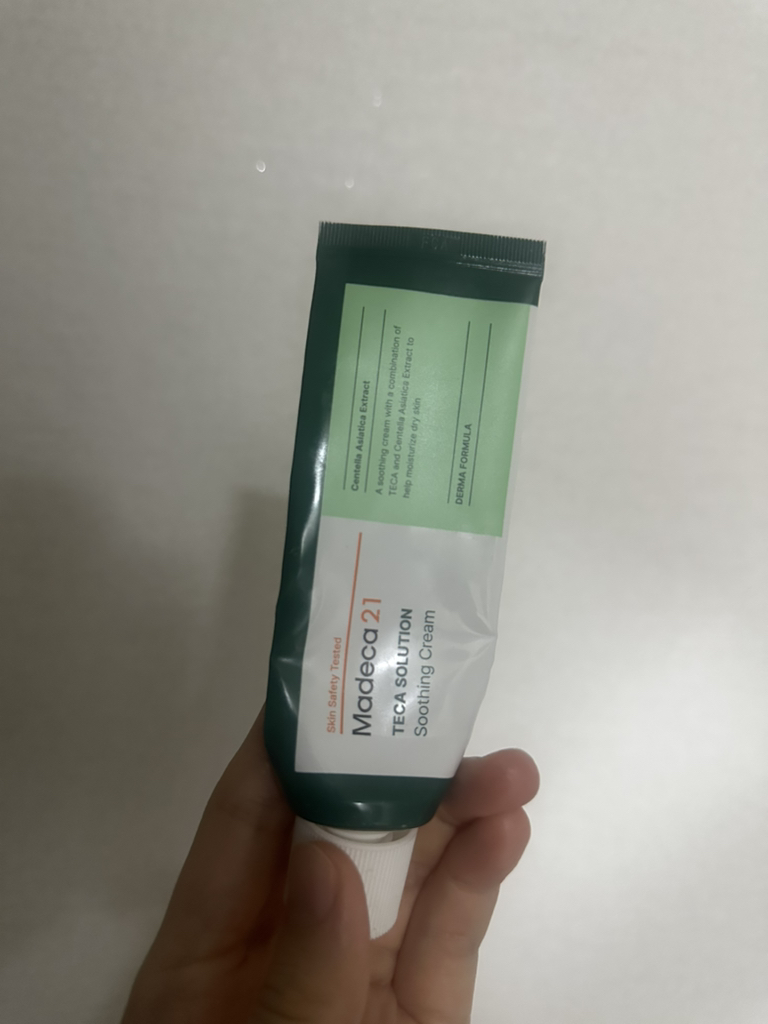 Skin Safety Tested
Madeca 21
TECA SOLUTION
Soothing Cream
Centella Asiatica Extract
A soothing cream with a combination of
TECA and Centella Asiatica Extract to
help moisturize dry skin
DERMA FORMULA